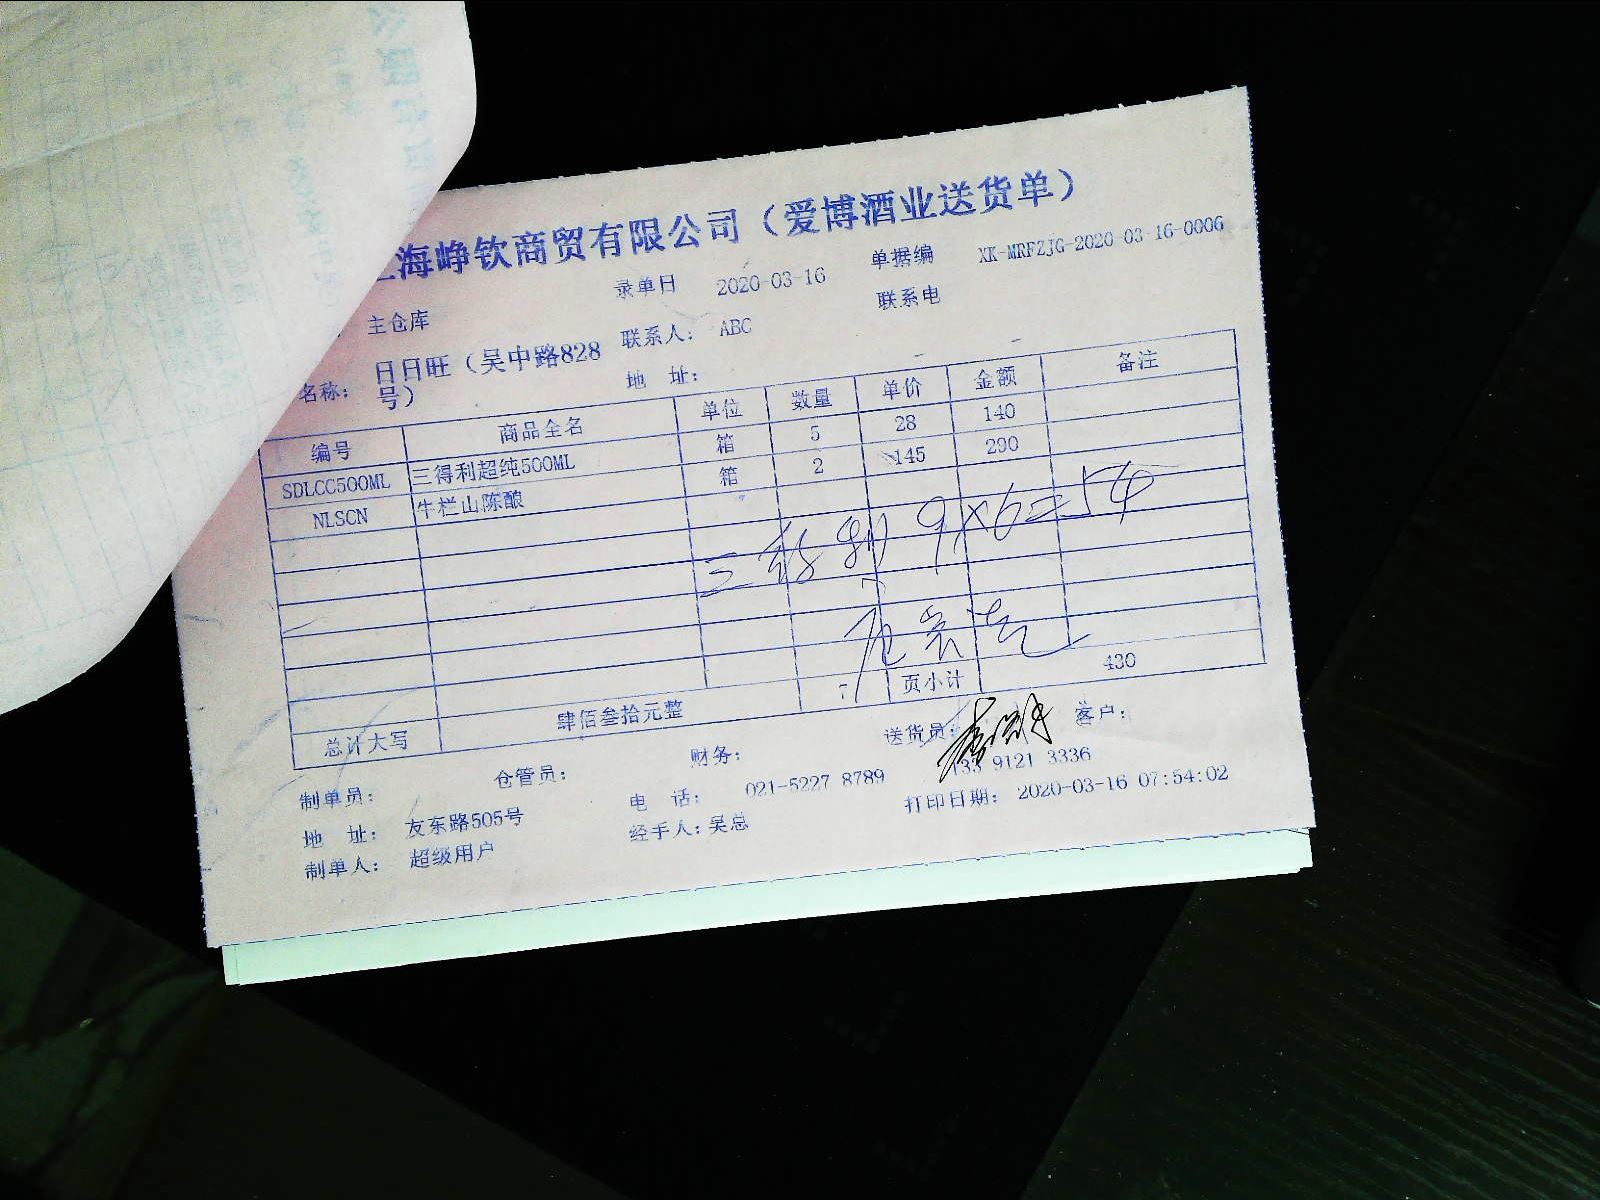 海峥钦商贸有限公司（爱博酒业送货单）
主仓库 录单日 2020-03-16 单据编 XK-MRFZJG-2020-03-16-0006
名称： 日日旺（吴中路828号） 联系人： ABC 联系电
地 址：
编号 商品全名 单位 数量 单价 金额 备注
SDLCC500ML 三得利超纯500ML 箱 5 28 140
NLSCN 牛栏山陈酿 箱 2 145 290
三得利 9×6=54
总计大写 肆佰叁拾元整 7 页小计 430
制单员： 仓管员： 财务： 送货员： 客户：
地 址： 友东路505号 电 话： 021-5227 8789 133 9121 3336
制单人： 超级用户 经手人： 吴总 打印日期： 2020-03-16 07:54:02